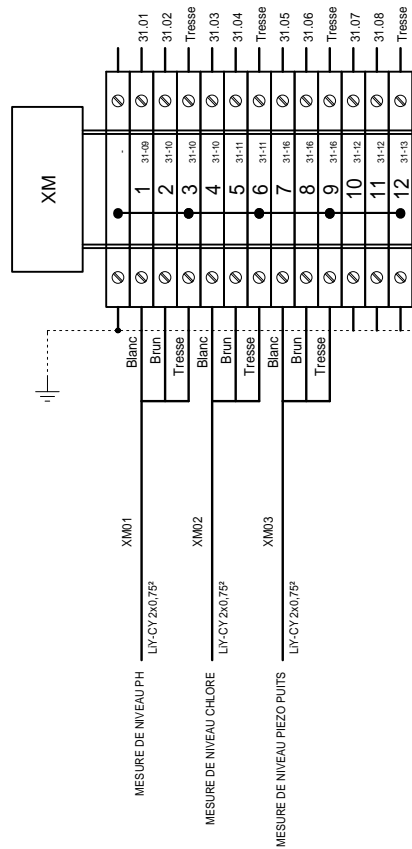 XM
31.01
31.02
Tresse
31.03
31.04
Tresse
31.05
31.06
Tresse
31.07
31.08
Tresse
-
1 31-09
2 31-10
3 31-10
4 31-10
5 31-11
6 31-11
7 31-16
8 31-16
9 31-16
10 31-12
11 31-12
12 31-13
Blanc
Brun
Tresse
Blanc
Brun
Tresse
Blanc
Brun
Tresse
XM01
LiY-CY 2x0,75²
MESURE DE NIVEAU PH
XM02
LiY-CY 2x0,75²
MESURE DE NIVEAU CHLORE
XM03
LiY-CY 2x0,75²
MESURE DE NIVEAU PIEZO PUITS